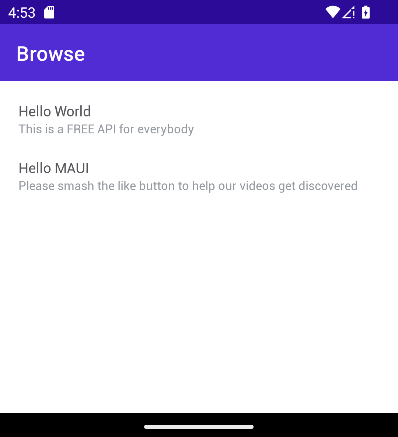 4:53
Browse
Hello World
This is a FREE API for everybody
Hello MAUI
Please smash the like button to help our videos get discovered